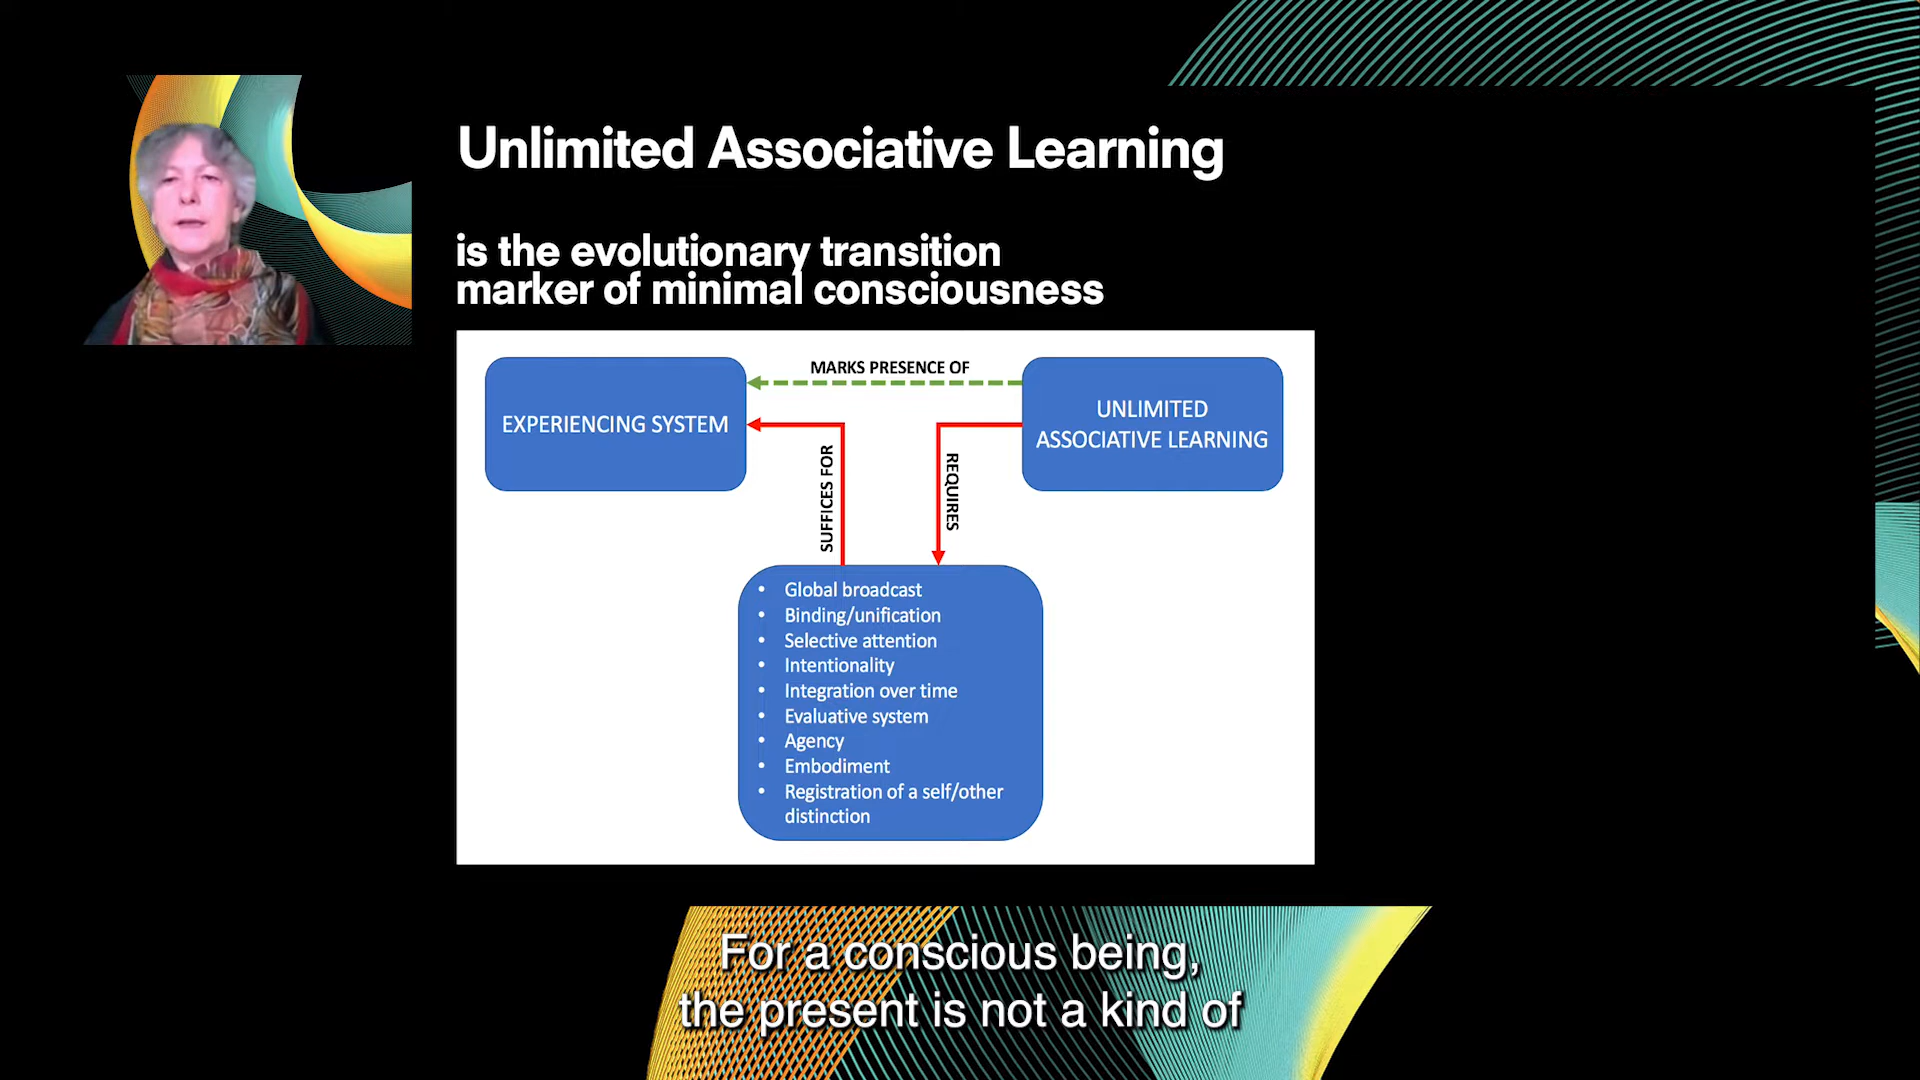 Unlimited Associative Learning
is the evolutionary transition
marker of minimal consciousness
MARKS PRESENCE OF
EXPERIENCING SYSTEM
UNLIMITED
ASSOCIATIVE LEARNING
SUFFICES FOR
REQUIRES
• Global broadcast
• Binding/unification
• Selective attention
• Intentionality
• Integration over time
• Evaluative system
• Agency
• Embodiment
• Registration of a self/other
distinction
For a conscious being,
the present is not a kind of